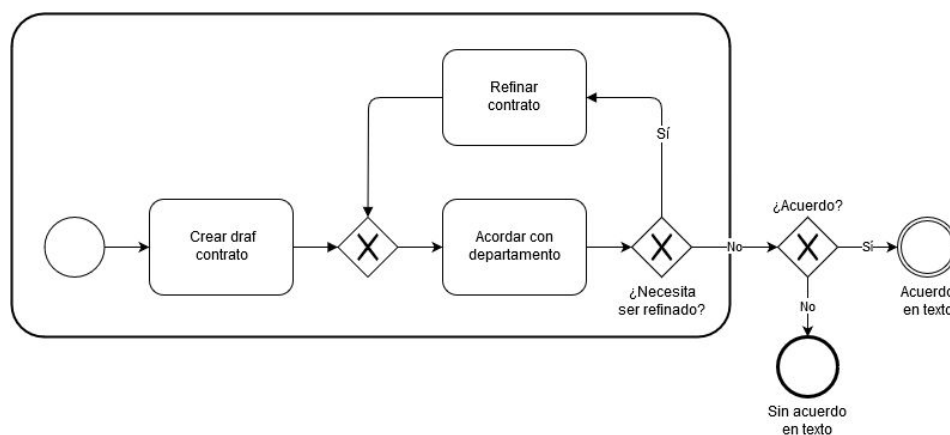 Refinar
contrato
Sí
Crear draf
contrato
Acordar con
departamento
¿Necesita
ser refinado?
No
¿Acuerdo?
Sí
Acuerdo
en texto
No
Sin acuerdo
en texto